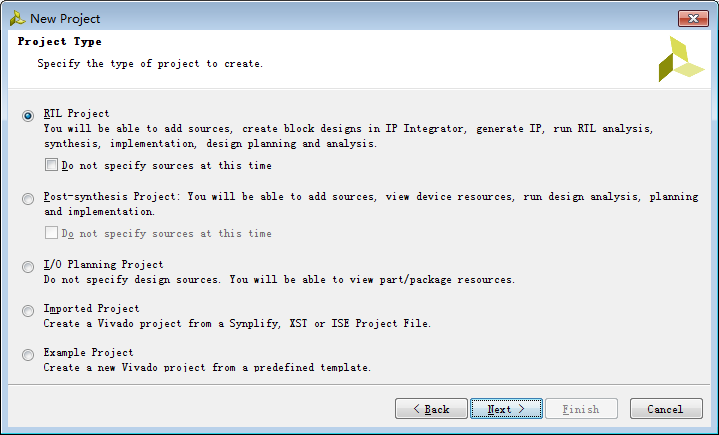 New Project
Project Type
Specify the type of project to create.
RTL Project
You will be able to add sources, create block designs in IP Integrator, generate IP, run RTL analysis,
synthesis, implementation, design planning and analysis.
Do not specify sources at this time
Post-synthesis Project: You will be able to add sources, view device resources, run design analysis, planning
and implementation.
Do not specify sources at this time
I/O Planning Project
Do not specify design sources. You will be able to view part/package resources.
Imported Project
Create a Vivado project from a Synplify, XST or ISE Project File.
Example Project
Create a new Vivado project from a predefined template.
< Back
Next >
Finish
Cancel